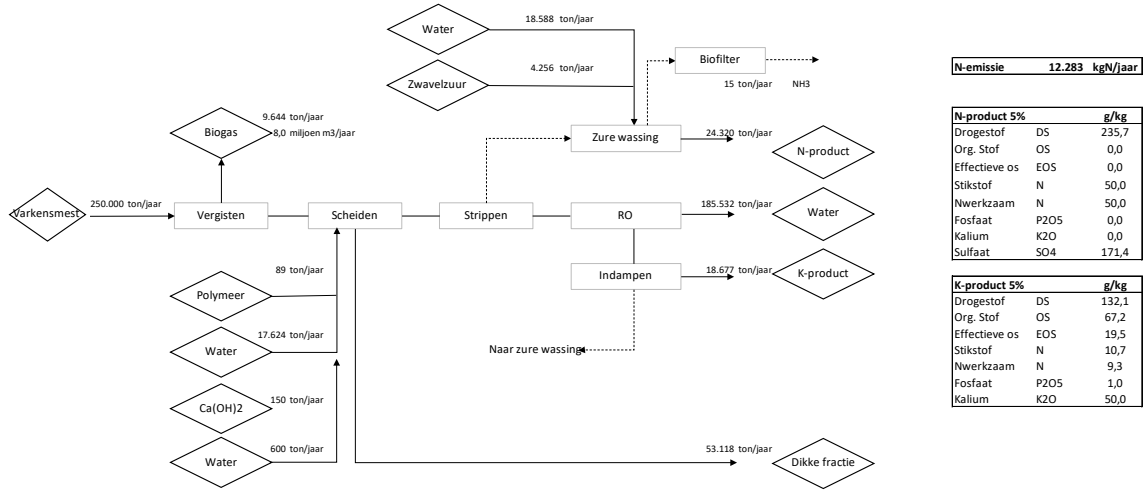 18.588 ton/jaar
Water
Biofilter
4.256 ton/jaar
15 ton/jaar NH3
Zwavelzuur
9.644 ton/jaar
Biogas
8,0 miljoen m3/jaar
Zure wassing
24.320 ton/jaar
N-product
250.000 ton/jaar
Varkensmest
Vergisten
Scheiden
Strippen
RO
185.532 ton/jaar
Water
89 ton/jaar
Polymeer
Indampen
18.677 ton/jaar
K-product
17.624 ton/jaar
Water
Naar zure wassing
150 ton/jaar
Ca(OH)2
600 ton/jaar
Water
53.118 ton/jaar
Dikke fractie
N-emissie 12.283 kgN/jaar
N-product 5% g/kg
Drogestof DS 235,7
Org. Stof OS 0,0
Effectieve os EOS 0,0
Stikstof N 50,0
Nwerkzaam N 50,0
Fosfaat P2O5 0,0
Kalium K2O 0,0
Sulfaat SO4 171,4
K-product 5% g/kg
Drogestof DS 132,1
Org. Stof OS 67,2
Effectieve os EOS 19,5
Stikstof N 10,7
Nwerkzaam N 9,3
Fosfaat P2O5 1,0
Kalium K2O 50,0